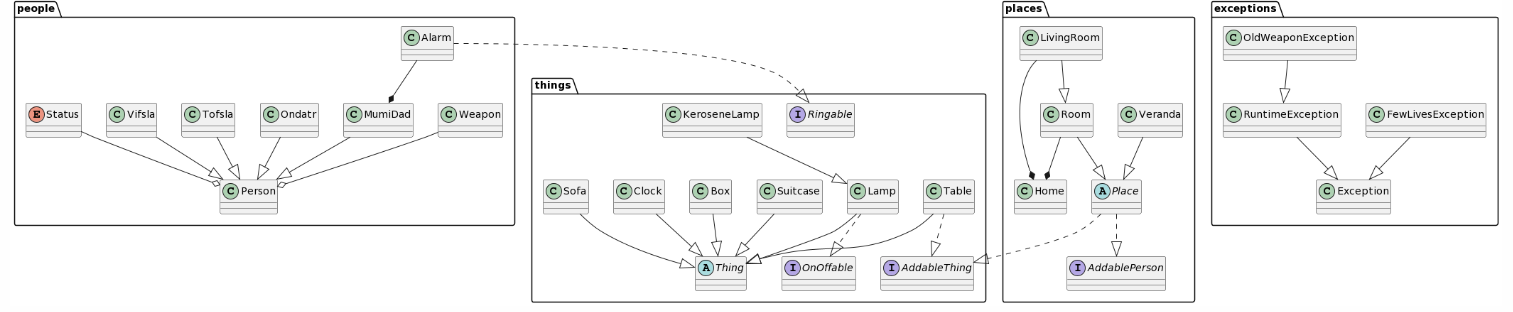 people
places
exceptions
C Alarm
C LivingRoom
C OldWeaponException
things
E Status
C Vifsla
C Tofsla
C Ondatr
C MumiDad
C Weapon
C KeroseneLamp
I Ringable
C Room
C Veranda
C RuntimeException
C FewLivesException
C Person
C Sofa
C Clock
C Box
C Suitcase
C Lamp
C Table
C Home
A Place
C Exception
A Thing
I OnOffable
I AddableThing
I AddablePerson